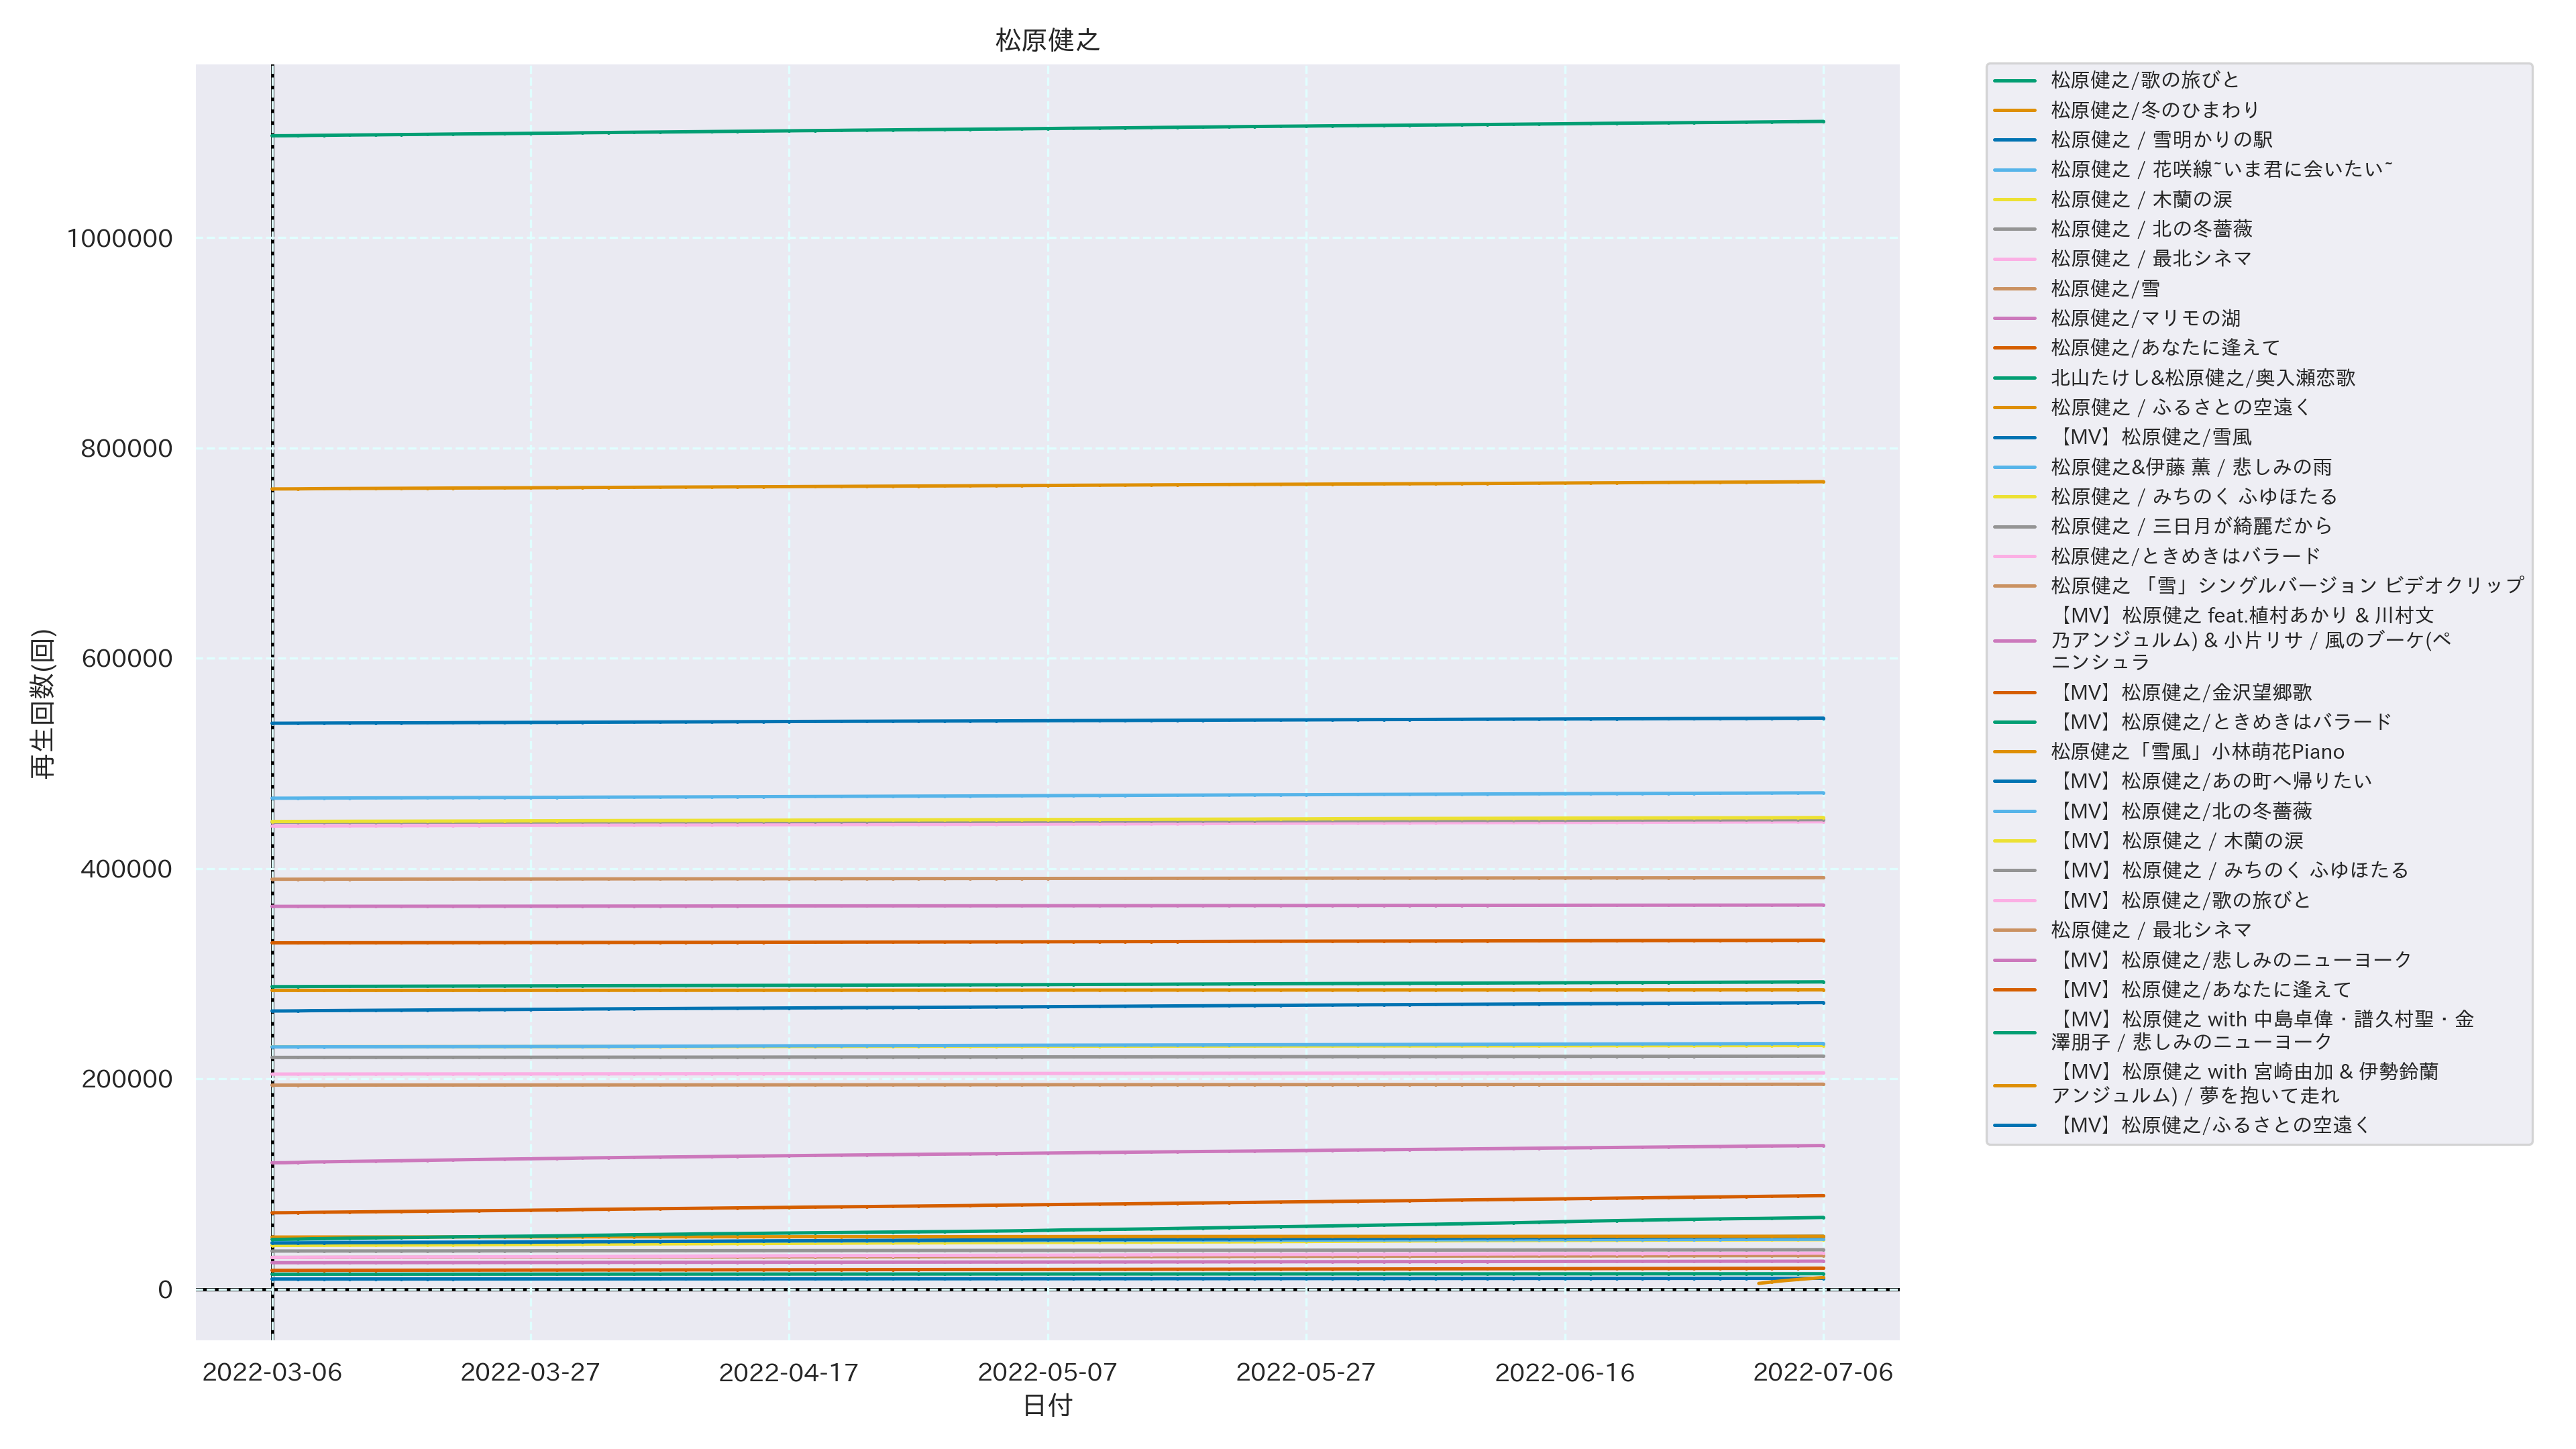 松原健之
1000000
800000
600000
400000
200000
0
再生回数(回)
2022-03-06
2022-03-27
2022-04-17
2022-05-07
2022-05-27
2022-06-16
2022-07-06
日付
松原健之/歌の旅びと
松原健之/冬のひまわり
松原健之 / 雪明かりの駅
松原健之 / 花咲線~いま君に会いたい~
松原健之 / 木蘭の涙
松原健之 / 北の冬薔薇
松原健之 / 最北シネマ
松原健之/雪
松原健之/マリモの湖
松原健之/あなたに逢えて
北山たけし&松原健之/奥入瀬恋歌
松原健之 / ふるさとの空遠く
【MV】松原健之/雪風
松原健之&伊藤 薫 / 悲しみの雨
松原健之 / みちのく ふゆほたる
松原健之 / 三日月が綺麗だから
松原健之/ときめきはバラード
松原健之 「雪」シングルバージョン ビデオクリップ
【MV】松原健之 feat.植村あかり & 川村文
乃アンジュルム) & 小片リサ / 風のブーケ(ペ
ニンシュラ
【MV】松原健之/金沢望郷歌
【MV】松原健之/ときめきはバラード
松原健之「雪風」小林萌花Piano
【MV】松原健之/あの町へ帰りたい
【MV】松原健之/北の冬薔薇
【MV】松原健之 / 木蘭の涙
【MV】松原健之 / みちのく ふゆほたる
【MV】松原健之/歌の旅びと
松原健之 / 最北シネマ
【MV】松原健之/悲しみのニューヨーク
【MV】松原健之/あなたに逢えて
【MV】松原健之 with 中島卓偉・譜久村聖・金
澤朋子 / 悲しみのニューヨーク
【MV】松原健之 with 宮崎由加 & 伊勢鈴蘭
アンジュルム) / 夢を抱いて走れ
【MV】松原健之/ふるさとの空遠く